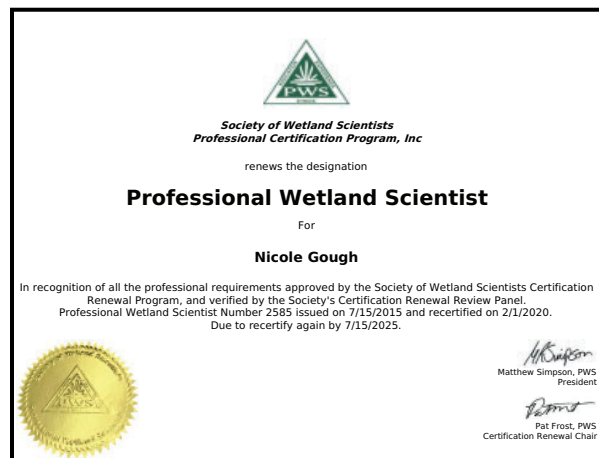 PWS
Society of Wetland Scientists
Professional Certification Program, Inc
renews the designation
Professional Wetland Scientist
For
Nicole Gough
In recognition of all the professional requirements approved by the Society of Wetland Scientists Certification
Renewal Program, and verified by the Society's Certification Renewal Review Panel.
Professional Wetland Scientist Number 2585 issued on 7/15/2015 and recertified on 2/1/2020.
Due to recertify again by 7/15/2025.
PWS
Matthew Simpson, PWS
President
Pat Frost, PWS
Certification Renewal Chair